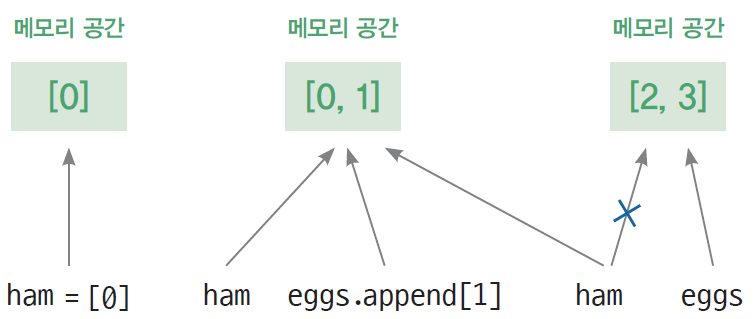 메모리 공간 메모리 공간 메모리 공간
[0] [0, 1] [2, 3]
ham = [0] ham eggs.append[1] ham eggs